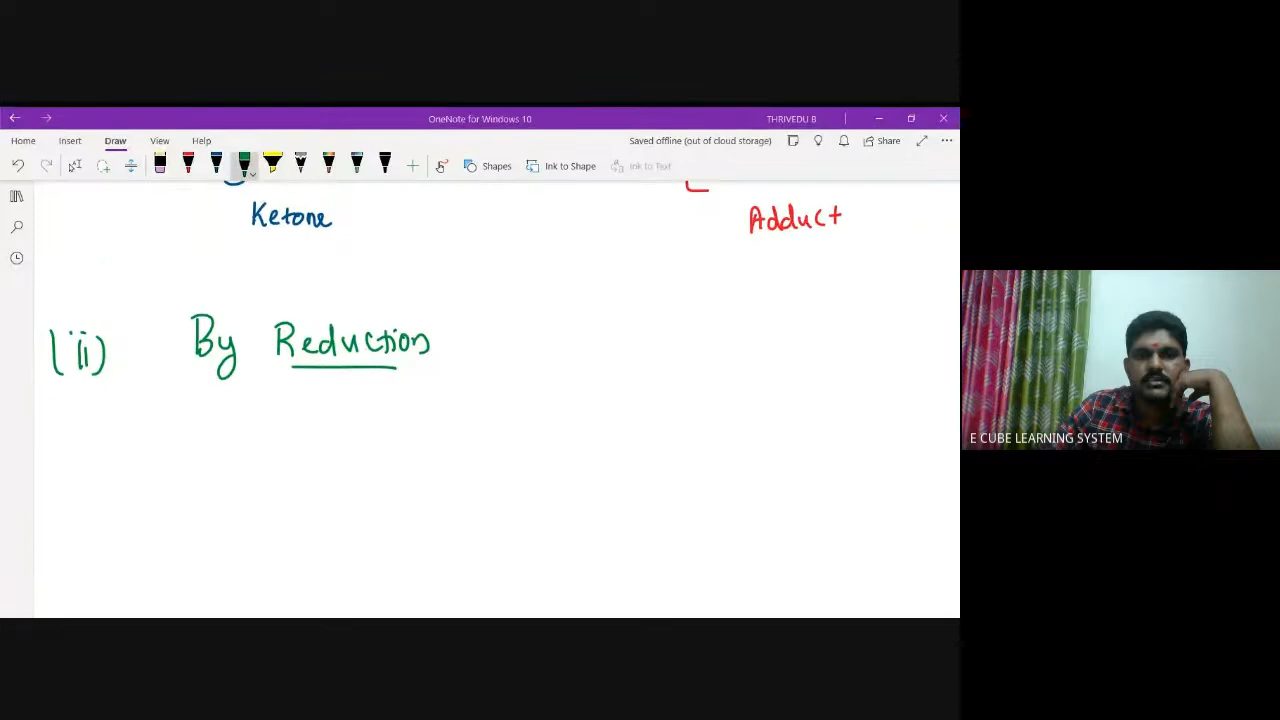 OneNote for Windows 10
THRIVEDU B
Home Insert Draw View Help
Saved offline (out of cloud storage)
Share
Shapes
Ink to Shape
Ink to Text
Ketone
Adduct
(ii) By Reduction
E CUBE LEARNING SYSTEM